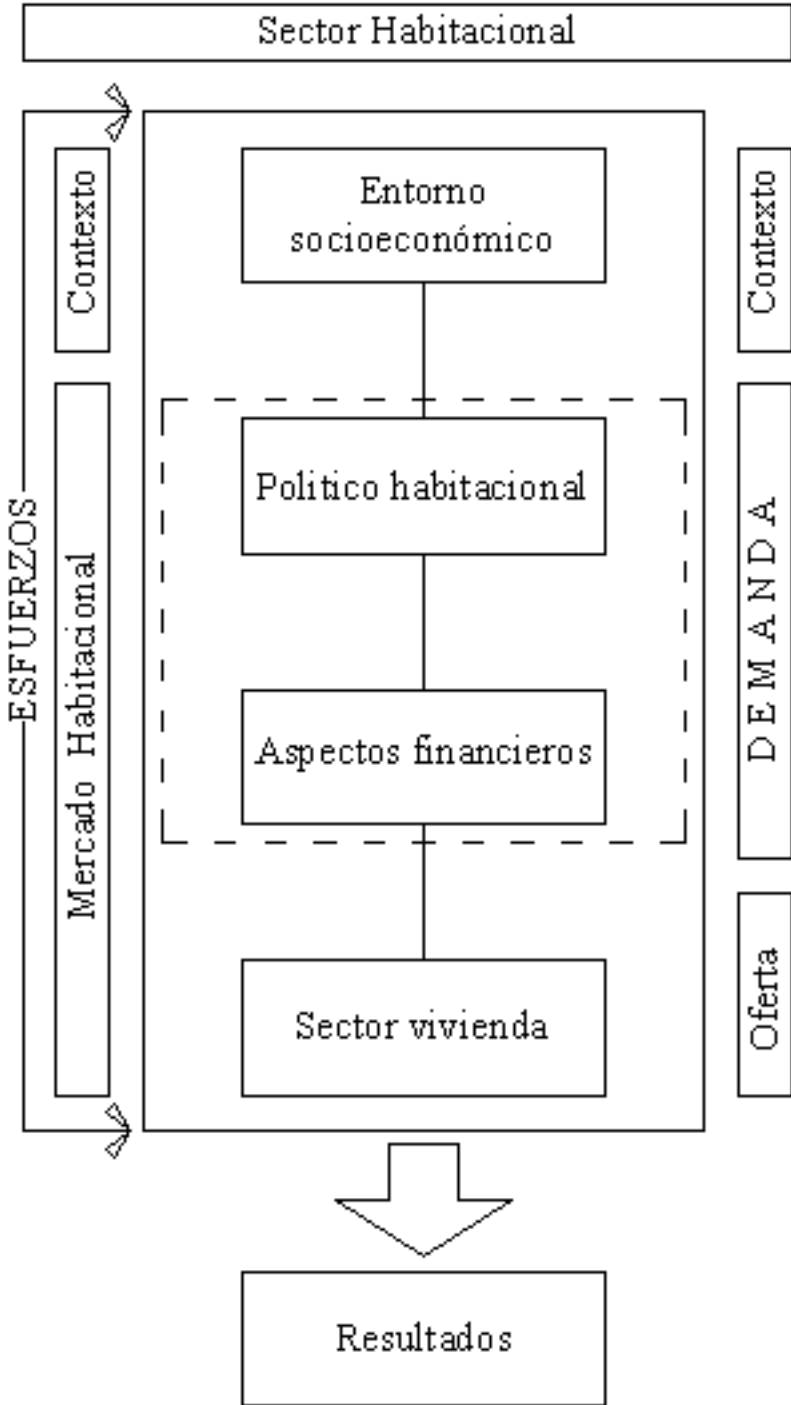 Sector Habitacional
Contexto
Entorno
socioeconómico
Contexto
Politico habitacional
ESFUERZOS
Mercado Habitacional
DEMANDA
Aspectos financieros
Sector vivienda
Oferta
Resultados